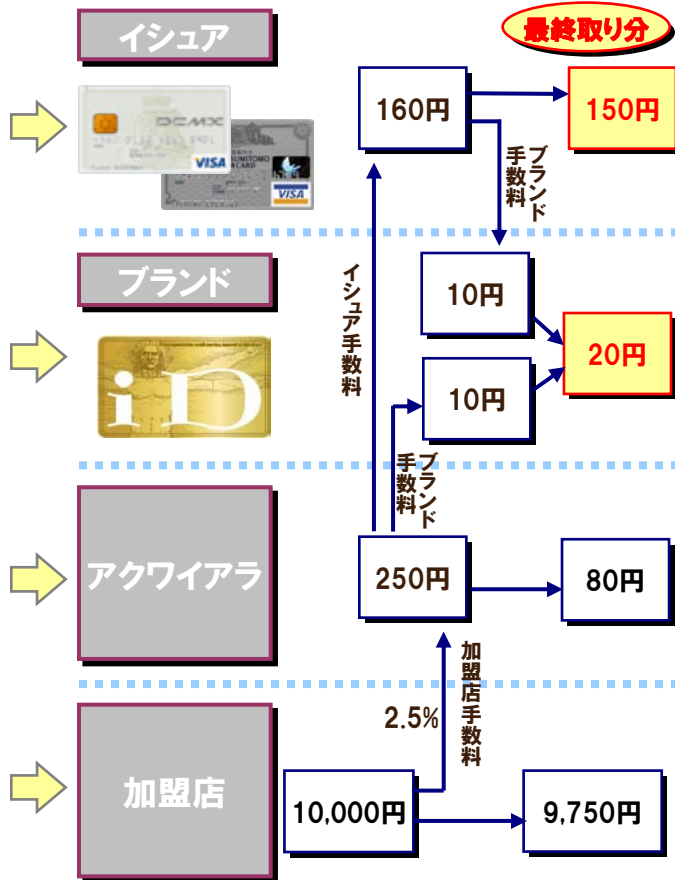 イシュア
最終取り分
160円
150円
DCMX
VISA
VISA
ブランド
手数料
ブランド
10円
イシュア手数料
20円
iD
10円
ブランド
手数料
アクワイアラ
250円
80円
加盟店手数料
2.5%
加盟店
10,000円
9,750円